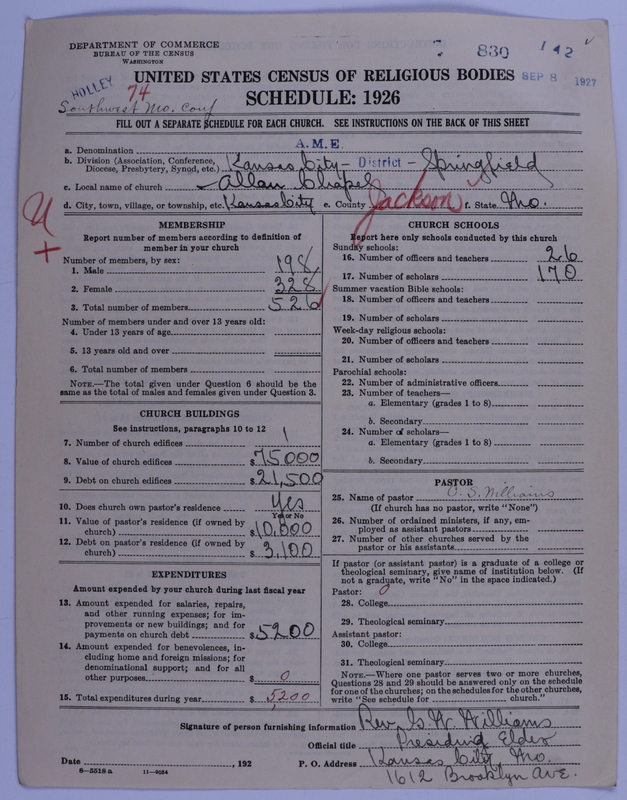 DEPARTMENT OF COMMERCE
BUREAU OF THE CENSUS
WASHINGTON
830 142
HOLLEY
74
UNITED STATES CENSUS OF RELIGIOUS BODIES SEP 8 1927
Southwest Mo. Conf
SCHEDULE: 1926
FILL OUT A SEPARATE SCHEDULE FOR EACH CHURCH. SEE INSTRUCTIONS ON THE BACK OF THIS SHEET
a. Denomination A.M.E
b. Division (Association, Conference, Diocese, Presbytery, Synod, etc.) Kansas City - District - Springfield
c. Local name of church Allen Chapel
d. City, town, village, or township, etc. Kansas City e. County Jackson f. State Mo.
MEMBERSHIP
Report number of members according to definition of
member in your church
Number of members, by sex:
1. Male 198
2. Female 328
3. Total number of members 526
Number of members under and over 13 years old:
4. Under 13 years of age
5. 13 years old and over
6. Total number of members
NOTE.—The total given under Question 6 should be the
same as the total of males and females given under Question 3.
CHURCH BUILDINGS
See instructions, paragraphs 10 to 12
7. Number of church edifices 1
8. Value of church edifices $75000
9. Debt on church edifices $21,500
10. Does church own pastor's residence Yes
Yes or No
11. Value of pastor's residence (if owned by
church) $10,000
12. Debt on pastor's residence (if owned by
church) $3,100
EXPENDITURES
Amount expended by your church during last fiscal year
13. Amount expended for salaries, repairs,
and other running expenses; for im-
provements or new buildings; and for
payments on church debt $5200
14. Amount expended for benevolences, in-
cluding home and foreign missions; for
denominational support; and for all
other purposes $0
15. Total expenditures during year $5200
CHURCH SCHOOLS
Report here only schools conducted by this church
Sunday schools:
16. Number of officers and teachers 26
17. Number of scholars 170
Summer vacation Bible schools:
18. Number of officers and teachers
19. Number of scholars
Week-day religious schools:
20. Number of officers and teachers
21. Number of scholars
Parochial schools:
22. Number of administrative officers
23. Number of teachers—
a. Elementary (grades 1 to 8)
b. Secondary
24. Number of scholars—
a. Elementary (grades 1 to 8)
b. Secondary
PASTOR
25. Name of pastor O. S. Williams
(If church has no pastor, write "None")
26. Number of ordained ministers, if any, em-
ployed as assistant pastors
27. Number of other churches served by the
pastor or his assistants
If pastor (or assistant pastor) is a graduate of a college or
theological seminary, give name of institution below. (If
not a graduate, write "No" in the space indicated.)
Pastor: 0
28. College
29. Theological seminary
Assistant pastor:
30. College
31. Theological seminary
NOTE.—Where one pastor serves two or more churches,
Questions 28 and 29 should be answered only on the schedule
for one of the churches; on the schedules for the other churches,
write "See schedule for church."
Signature of person furnishing information Rev. G. W. Williams
Official title Presiding Elder
Date , 192 P. O. Address Kansas City, Mo.
8—5518a 11—9084 1612 Brooklyn Ave.